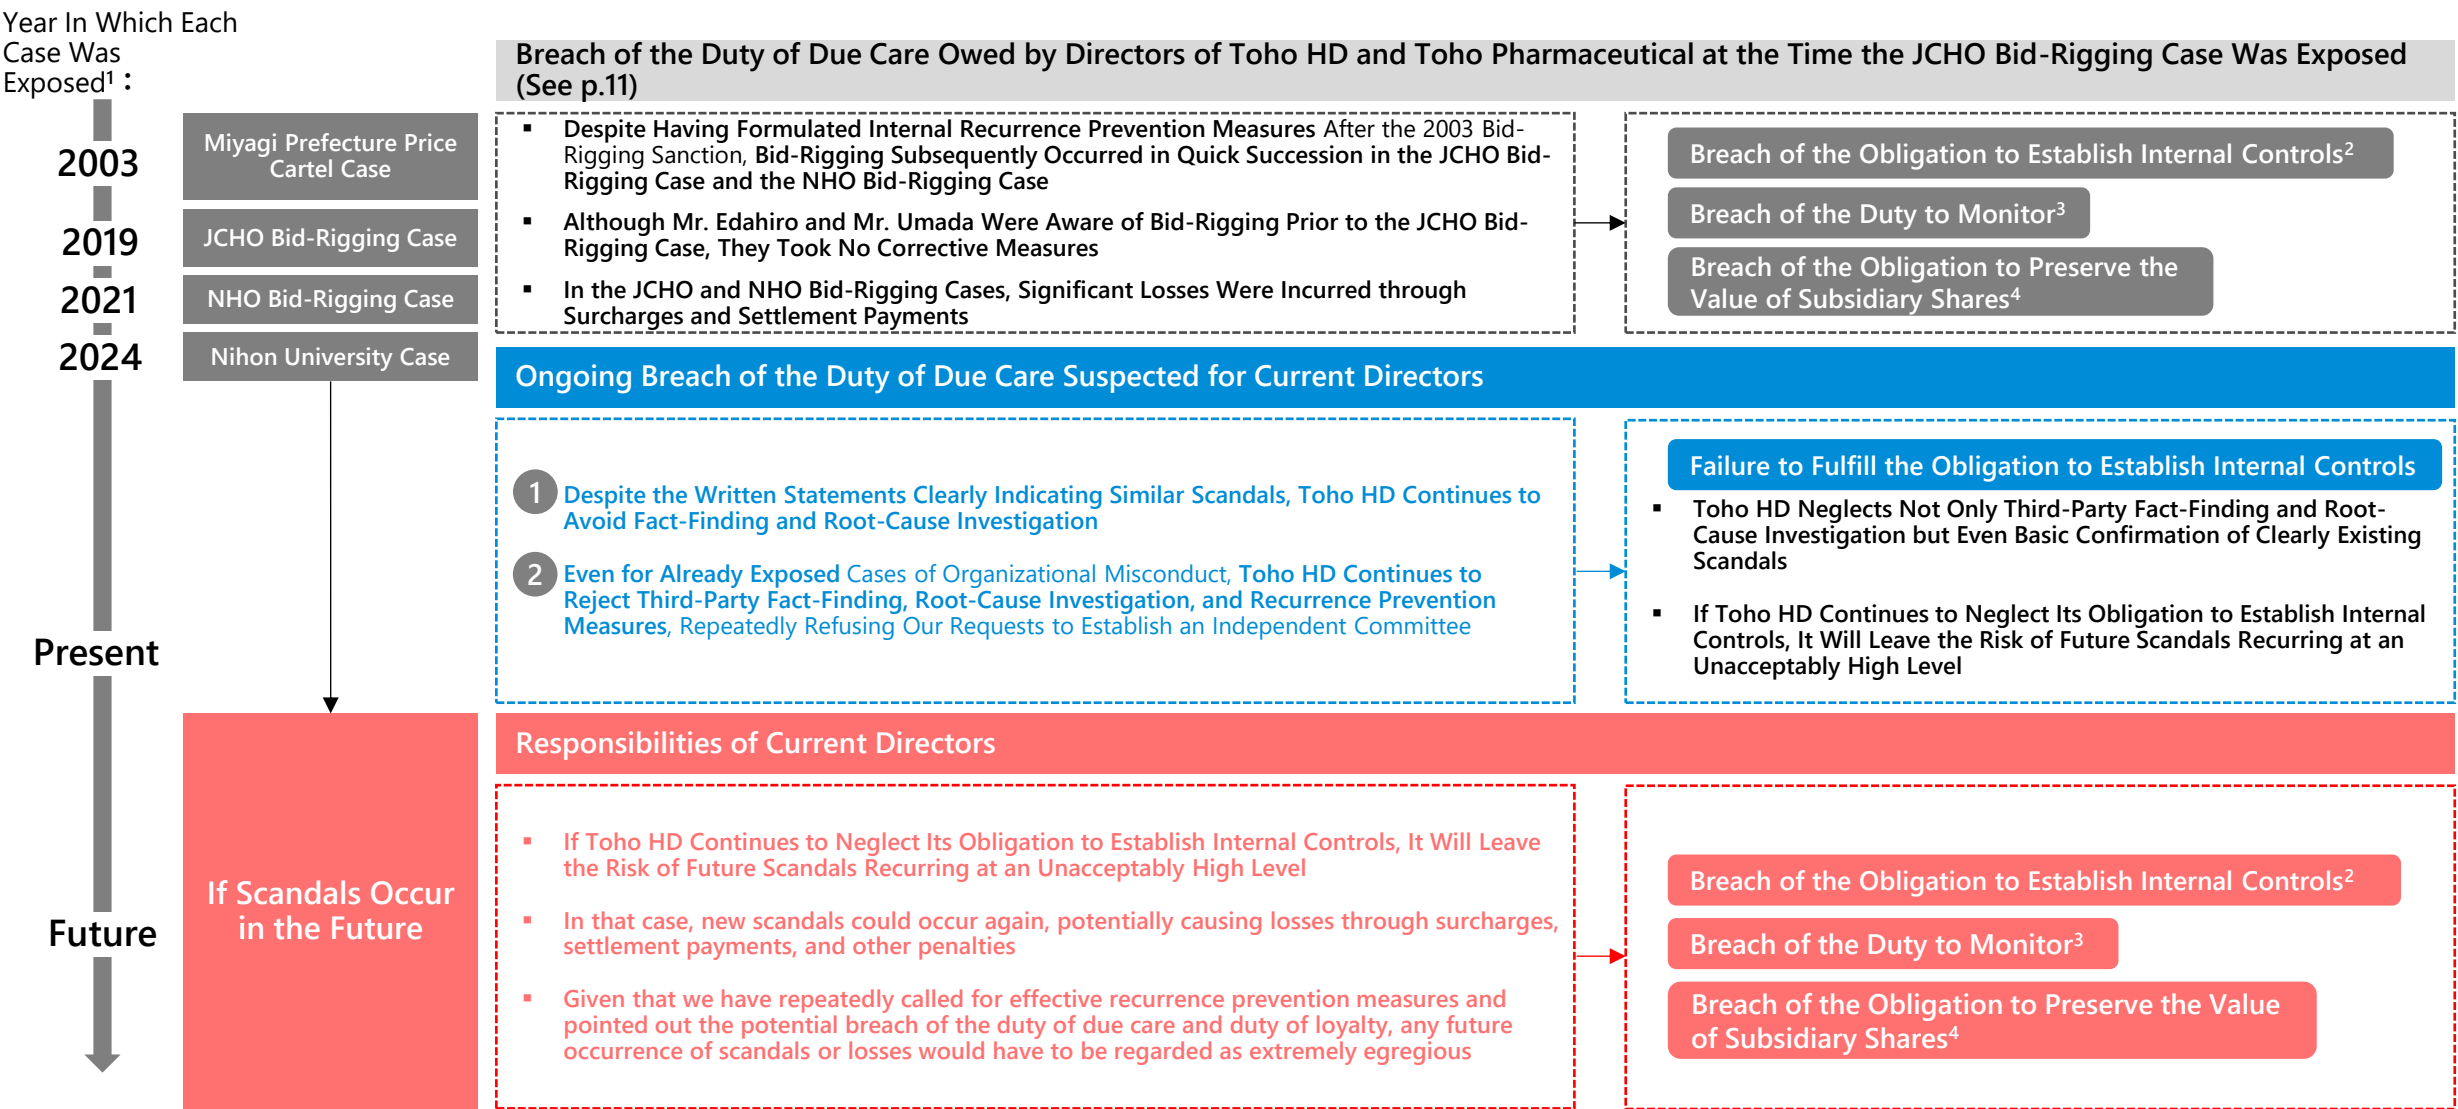 Year In Which Each
Case Was
Exposed¹ :
Breach of the Duty of Due Care Owed by Directors of Toho HD and Toho Pharmaceutical at the Time the JCHO Bid-Rigging Case Was Exposed
(See p.11)
2003
Miyagi Prefecture Price
Cartel Case
2019
JCHO Bid-Rigging Case
2021
NHO Bid-Rigging Case
2024
Nihon University Case
▪ Despite Having Formulated Internal Recurrence Prevention Measures After the 2003 Bid-
Rigging Sanction, Bid-Rigging Subsequently Occurred in Quick Succession in the JCHO Bid-
Rigging Case and the NHO Bid-Rigging Case
▪ Although Mr. Edahiro and Mr. Umada Were Aware of Bid-Rigging Prior to the JCHO Bid-
Rigging Case, They Took No Corrective Measures
▪ In the JCHO and NHO Bid-Rigging Cases, Significant Losses Were Incurred through
Surcharges and Settlement Payments
Breach of the Obligation to Establish Internal Controls²
Breach of the Duty to Monitor³
Breach of the Obligation to Preserve the
Value of Subsidiary Shares⁴
Ongoing Breach of the Duty of Due Care Suspected for Current Directors
1 Despite the Written Statements Clearly Indicating Similar Scandals, Toho HD Continues to
Avoid Fact-Finding and Root-Cause Investigation
2 Even for Already Exposed Cases of Organizational Misconduct, Toho HD Continues to
Reject Third-Party Fact-Finding, Root-Cause Investigation, and Recurrence Prevention
Measures, Repeatedly Refusing Our Requests to Establish an Independent Committee
Failure to Fulfill the Obligation to Establish Internal Controls
▪ Toho HD Neglects Not Only Third-Party Fact-Finding and Root-
Cause Investigation but Even Basic Confirmation of Clearly Existing
Scandals
▪ If Toho HD Continues to Neglect Its Obligation to Establish Internal
Controls, It Will Leave the Risk of Future Scandals Recurring at an
Unacceptably High Level
Present
Responsibilities of Current Directors
Future
If Scandals Occur
in the Future
▪ If Toho HD Continues to Neglect Its Obligation to Establish Internal Controls, It Will Leave
the Risk of Future Scandals Recurring at an Unacceptably High Level
▪ In that case, new scandals could occur again, potentially causing losses through surcharges,
settlement payments, and other penalties
▪ Given that we have repeatedly called for effective recurrence prevention measures and
pointed out the potential breach of the duty of due care and duty of loyalty, any future
occurrence of scandals or losses would have to be regarded as extremely egregious
Breach of the Obligation to Establish Internal Controls²
Breach of the Duty to Monitor³
Breach of the Obligation to Preserve the Value
of Subsidiary Shares⁴